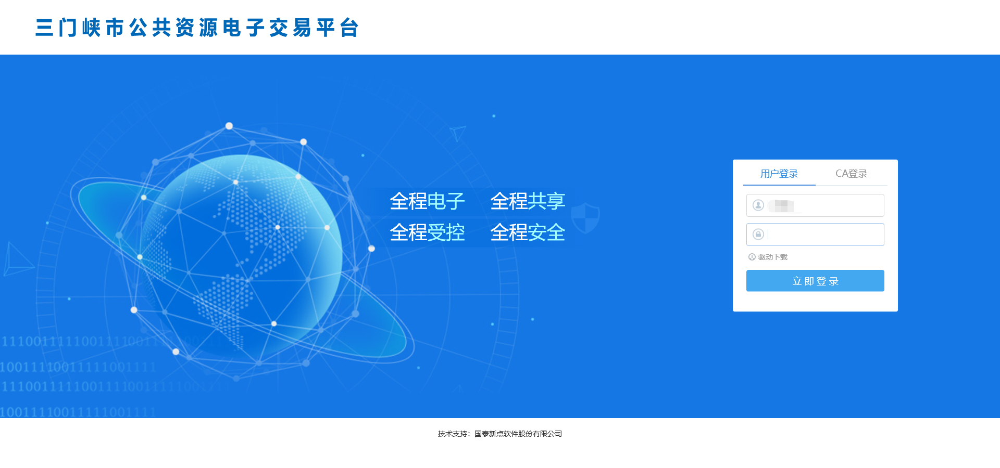 三门峡市公共资源电子交易平台
全程电子 全程共享
全程受控 全程安全
用户登录 CA登录
驱动下载
立即登录
技术支持：国泰新点软件股份有限公司